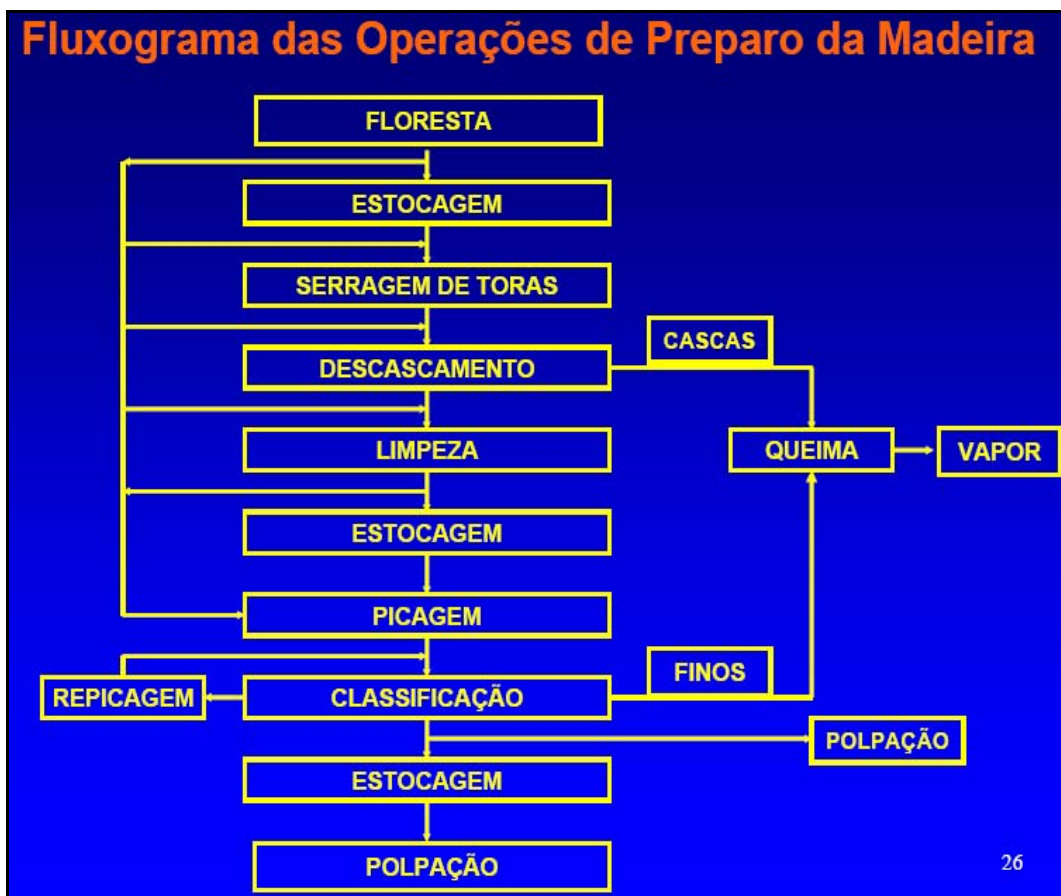 Fluxograma das Operações de Preparo da Madeira
FLORESTA
ESTOCAGEM
SERRAGEM DE TORAS
CASCAS
DESCASCAMENTO
LIMPEZA
QUEIMA
VAPOR
ESTOCAGEM
PICAGEM
FINOS
REPICAGEM
CLASSIFICAÇÃO
POLPAÇÃO
ESTOCAGEM
POLPAÇÃO
26